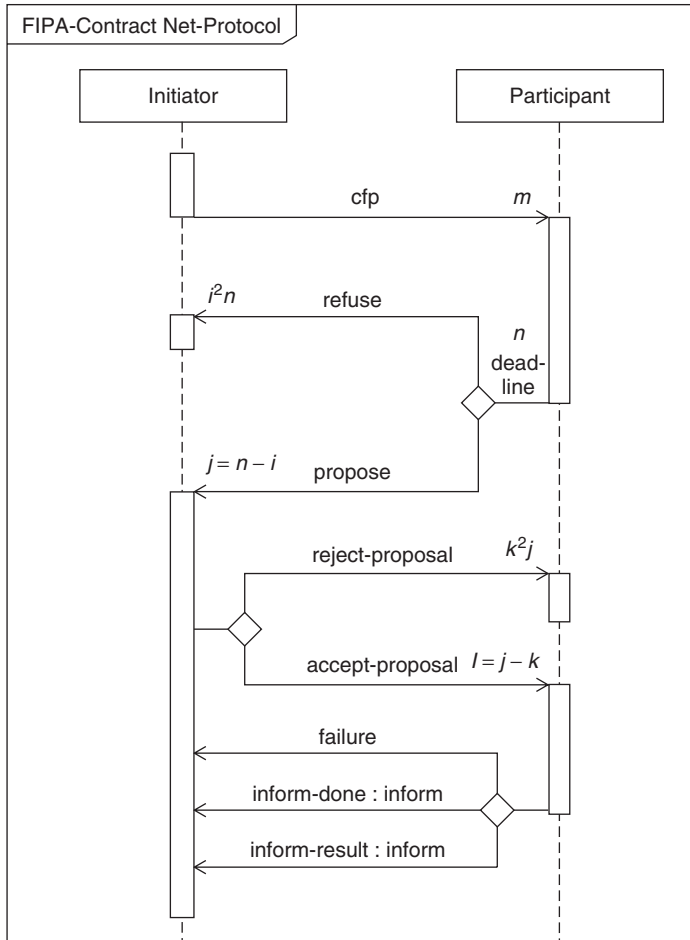 FIPA-Contract Net-Protocol
Initiator
Participant
cfp
m
i²n
refuse
n
dead-
line
j = n – i
propose
reject-proposal
k²j
accept-proposal
l = j – k
failure
inform-done : inform
inform-result : inform